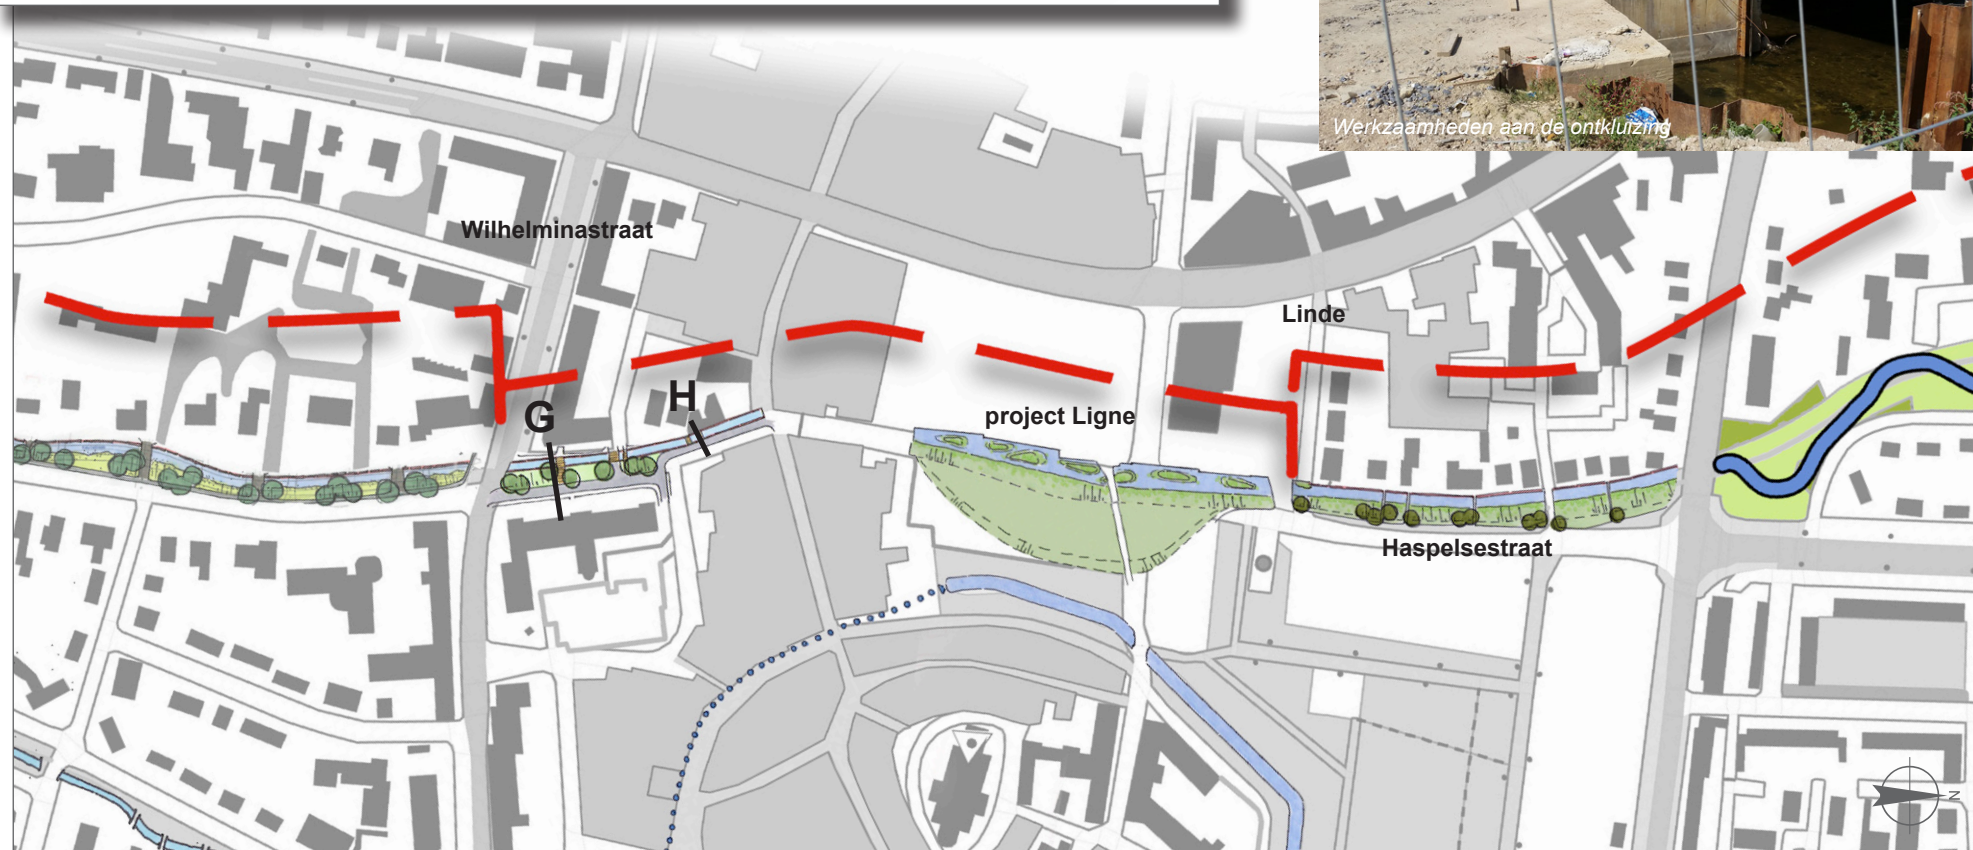 Werkzaamheden aan de ontkluizing
Wilhelminastraat
Linde
H
G
project Ligne
Haspelsestraat
N